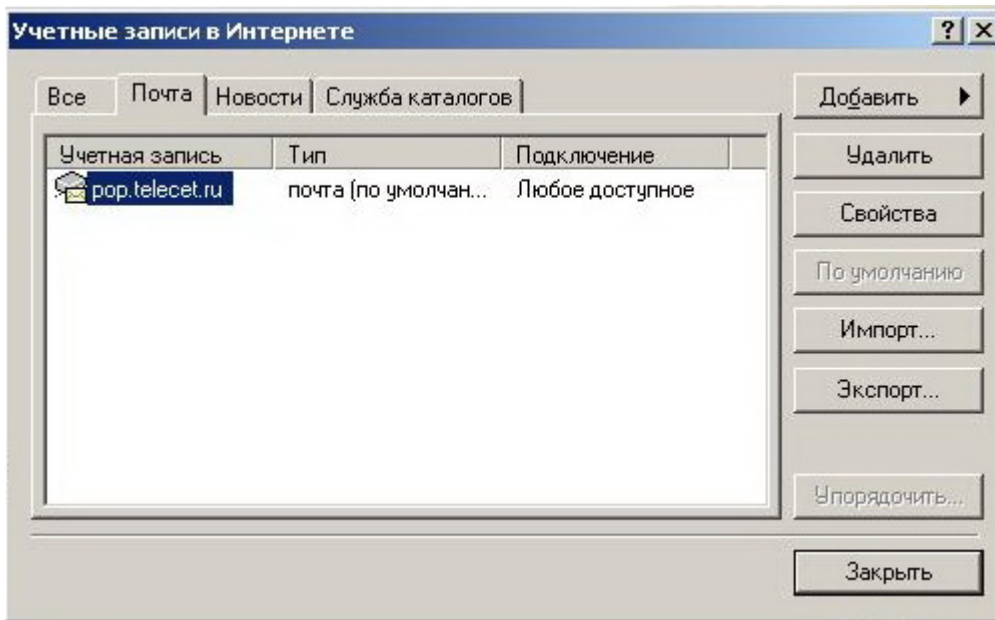 Учетные записи в Интернете
Все Почта Новости Служба каталогов
Добавить
Учетная запись Тип Подключение
Удалить
pop.telecet.ru почта (по умолчан... Любое доступное
Свойства
По умолчанию
Импорт...
Экспорт...
Упорядочить...
Закрыть